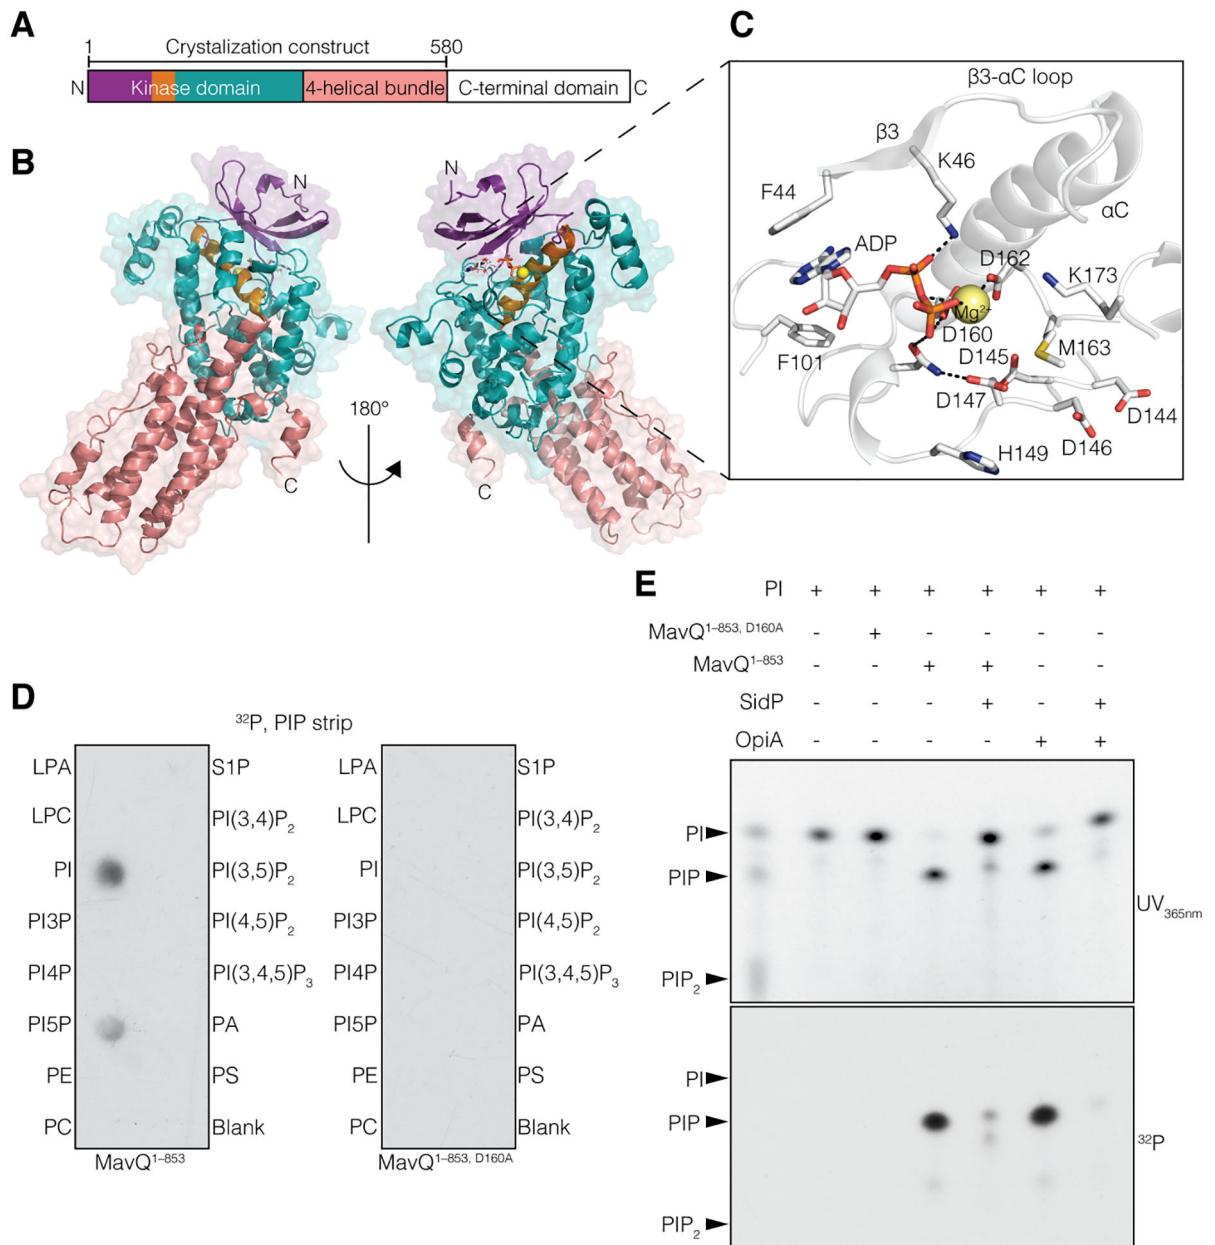 A
1 Crystalization construct 580
N Kinase domain 4-helical bundle C-terminal domain C
B
N
N
180°
C
C
C
β3-αC loop
β3
K46
F44
αC
ADP
D162
K173
Mg2+
D160
F101
D145
M163
D147
D144
D146
H149
D
32P, PIP strip
LPA S1P LPA S1P
LPC PI(3,4)P2 LPC PI(3,4)P2
PI PI(3,5)P2 PI PI(3,5)P2
PI3P PI(4,5)P2 PI3P PI(4,5)P2
PI4P PI(3,4,5)P3 PI4P PI(3,4,5)P3
PI5P PA PI5P PA
PE PS PE PS
PC Blank PC Blank
MavQ1–853 MavQ1–853, D160A
E
PI + + + + + +
MavQ1–853, D160A - + - - - -
MavQ1–853 - - + + - -
SidP - - - + - +
OpiA - - - - + +
PI
PIP
PIP2
UV365nm
PI
PIP
PIP2
32P